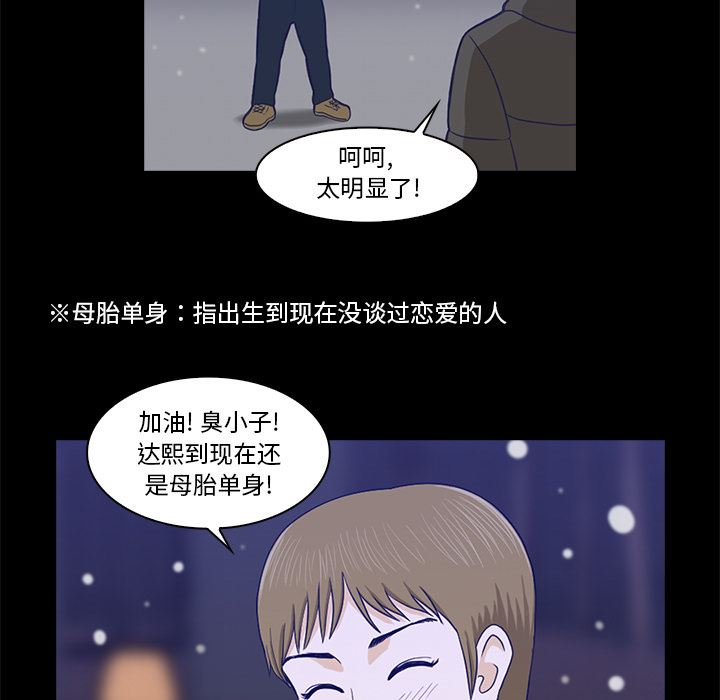 呵呵,
太明显了!
※母胎单身：指出生到现在没谈过恋爱的人
加油! 臭小子!
达熙到现在还
是母胎单身!